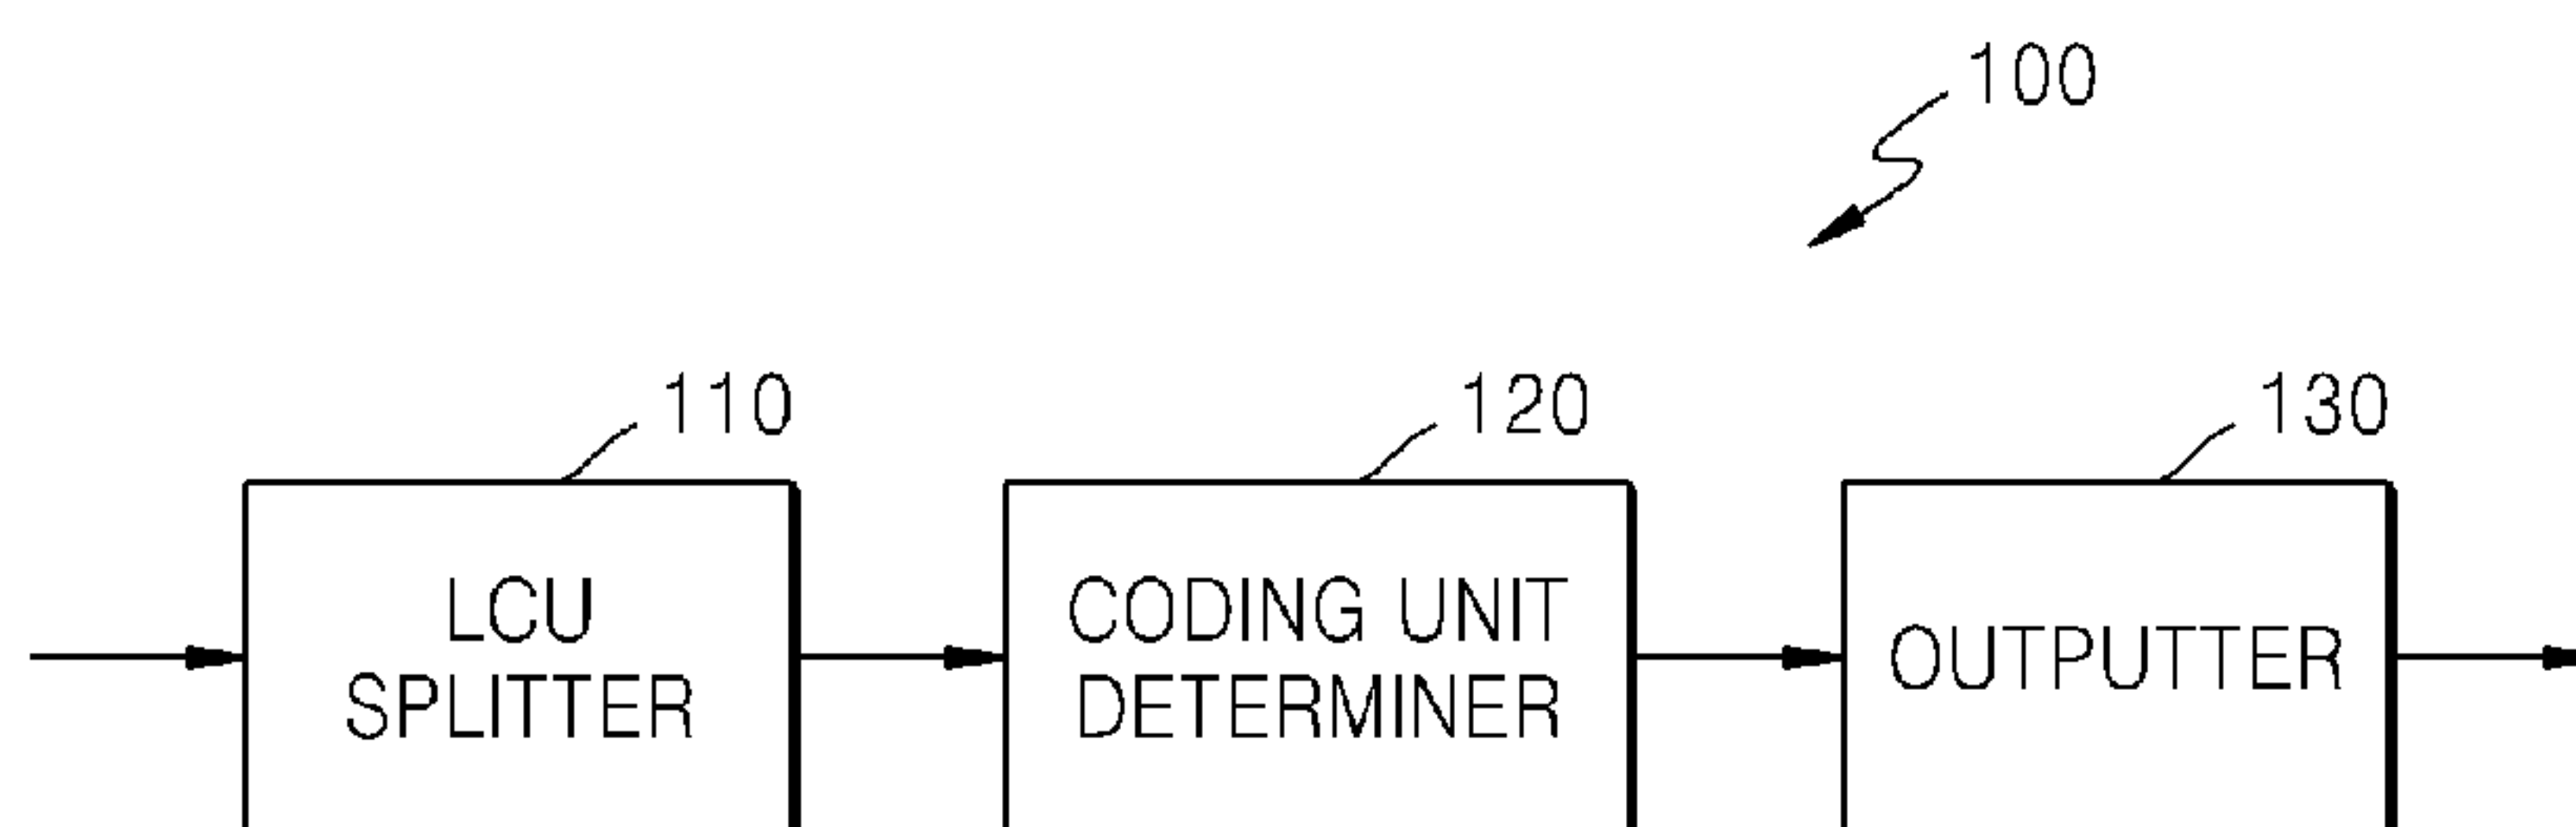 100
110
120
130
LCU
SPLITTER
CODING UNIT
DETERMINER
OUTPUTTER